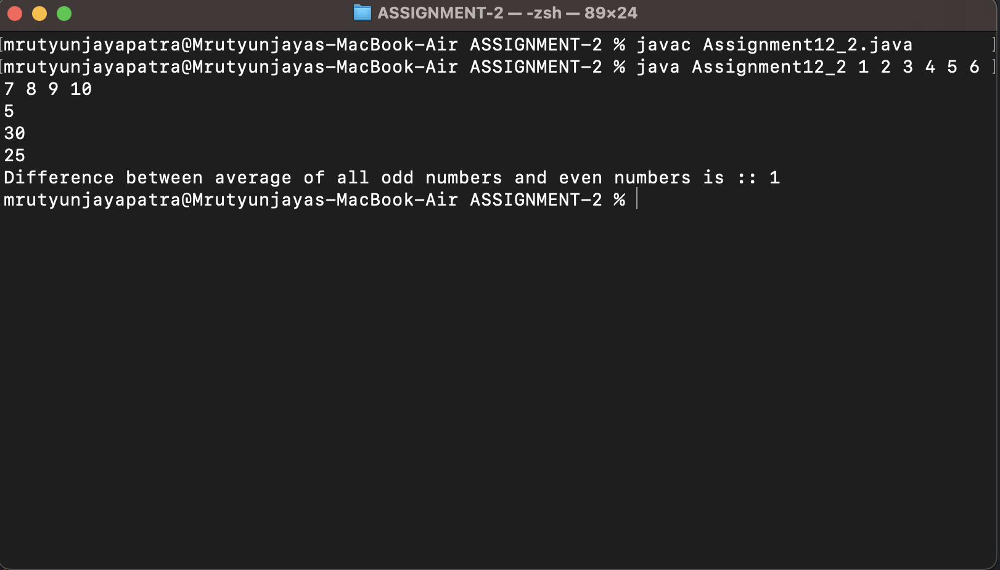 ASSIGNMENT-2 — -zsh — 89×24
[mrutyunjayapatra@Mrutyunjayas-MacBook-Air ASSIGNMENT-2 % javac Assignment12_2.java ]
[mrutyunjayapatra@Mrutyunjayas-MacBook-Air ASSIGNMENT-2 % java Assignment12_2 1 2 3 4 5 6 ]
7 8 9 10
5
30
25
Difference between average of all odd numbers and even numbers is :: 1
mrutyunjayapatra@Mrutyunjayas-MacBook-Air ASSIGNMENT-2 %